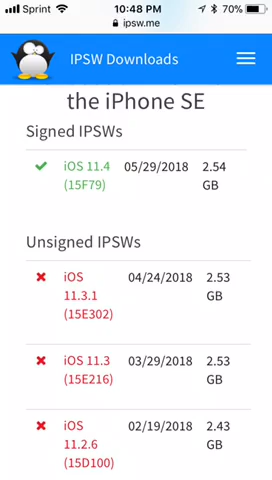 Sprint 10:48 PM 70%
ipsw.me
IPSW Downloads
the iPhone SE
Signed IPSWs
iOS 11.4 05/29/2018 2.54
(15F79) GB
Unsigned IPSWs
iOS 04/24/2018 2.53
11.3.1 GB
(15E302)
iOS 11.3 03/29/2018 2.53
(15E216) GB
iOS 02/19/2018 2.43
11.2.6 GB
(15D100)